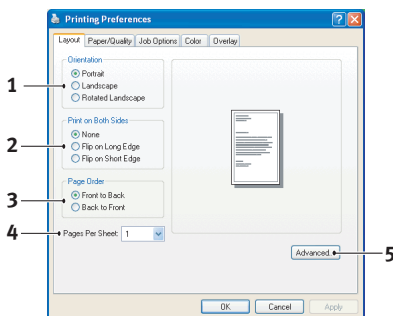 Printing Preferences
Layout Paper/Quality Job Options Color Overlay
Orientation
Portrait
1 Landscape
Rotated Landscape
Print on Both Sides
None
2 Flip on Long Edge
Flip on Short Edge
Page Order
3 Front to Back
Back to Front
4 Pages Per Sheet: 1
Advanced... 5
OK Cancel Apply